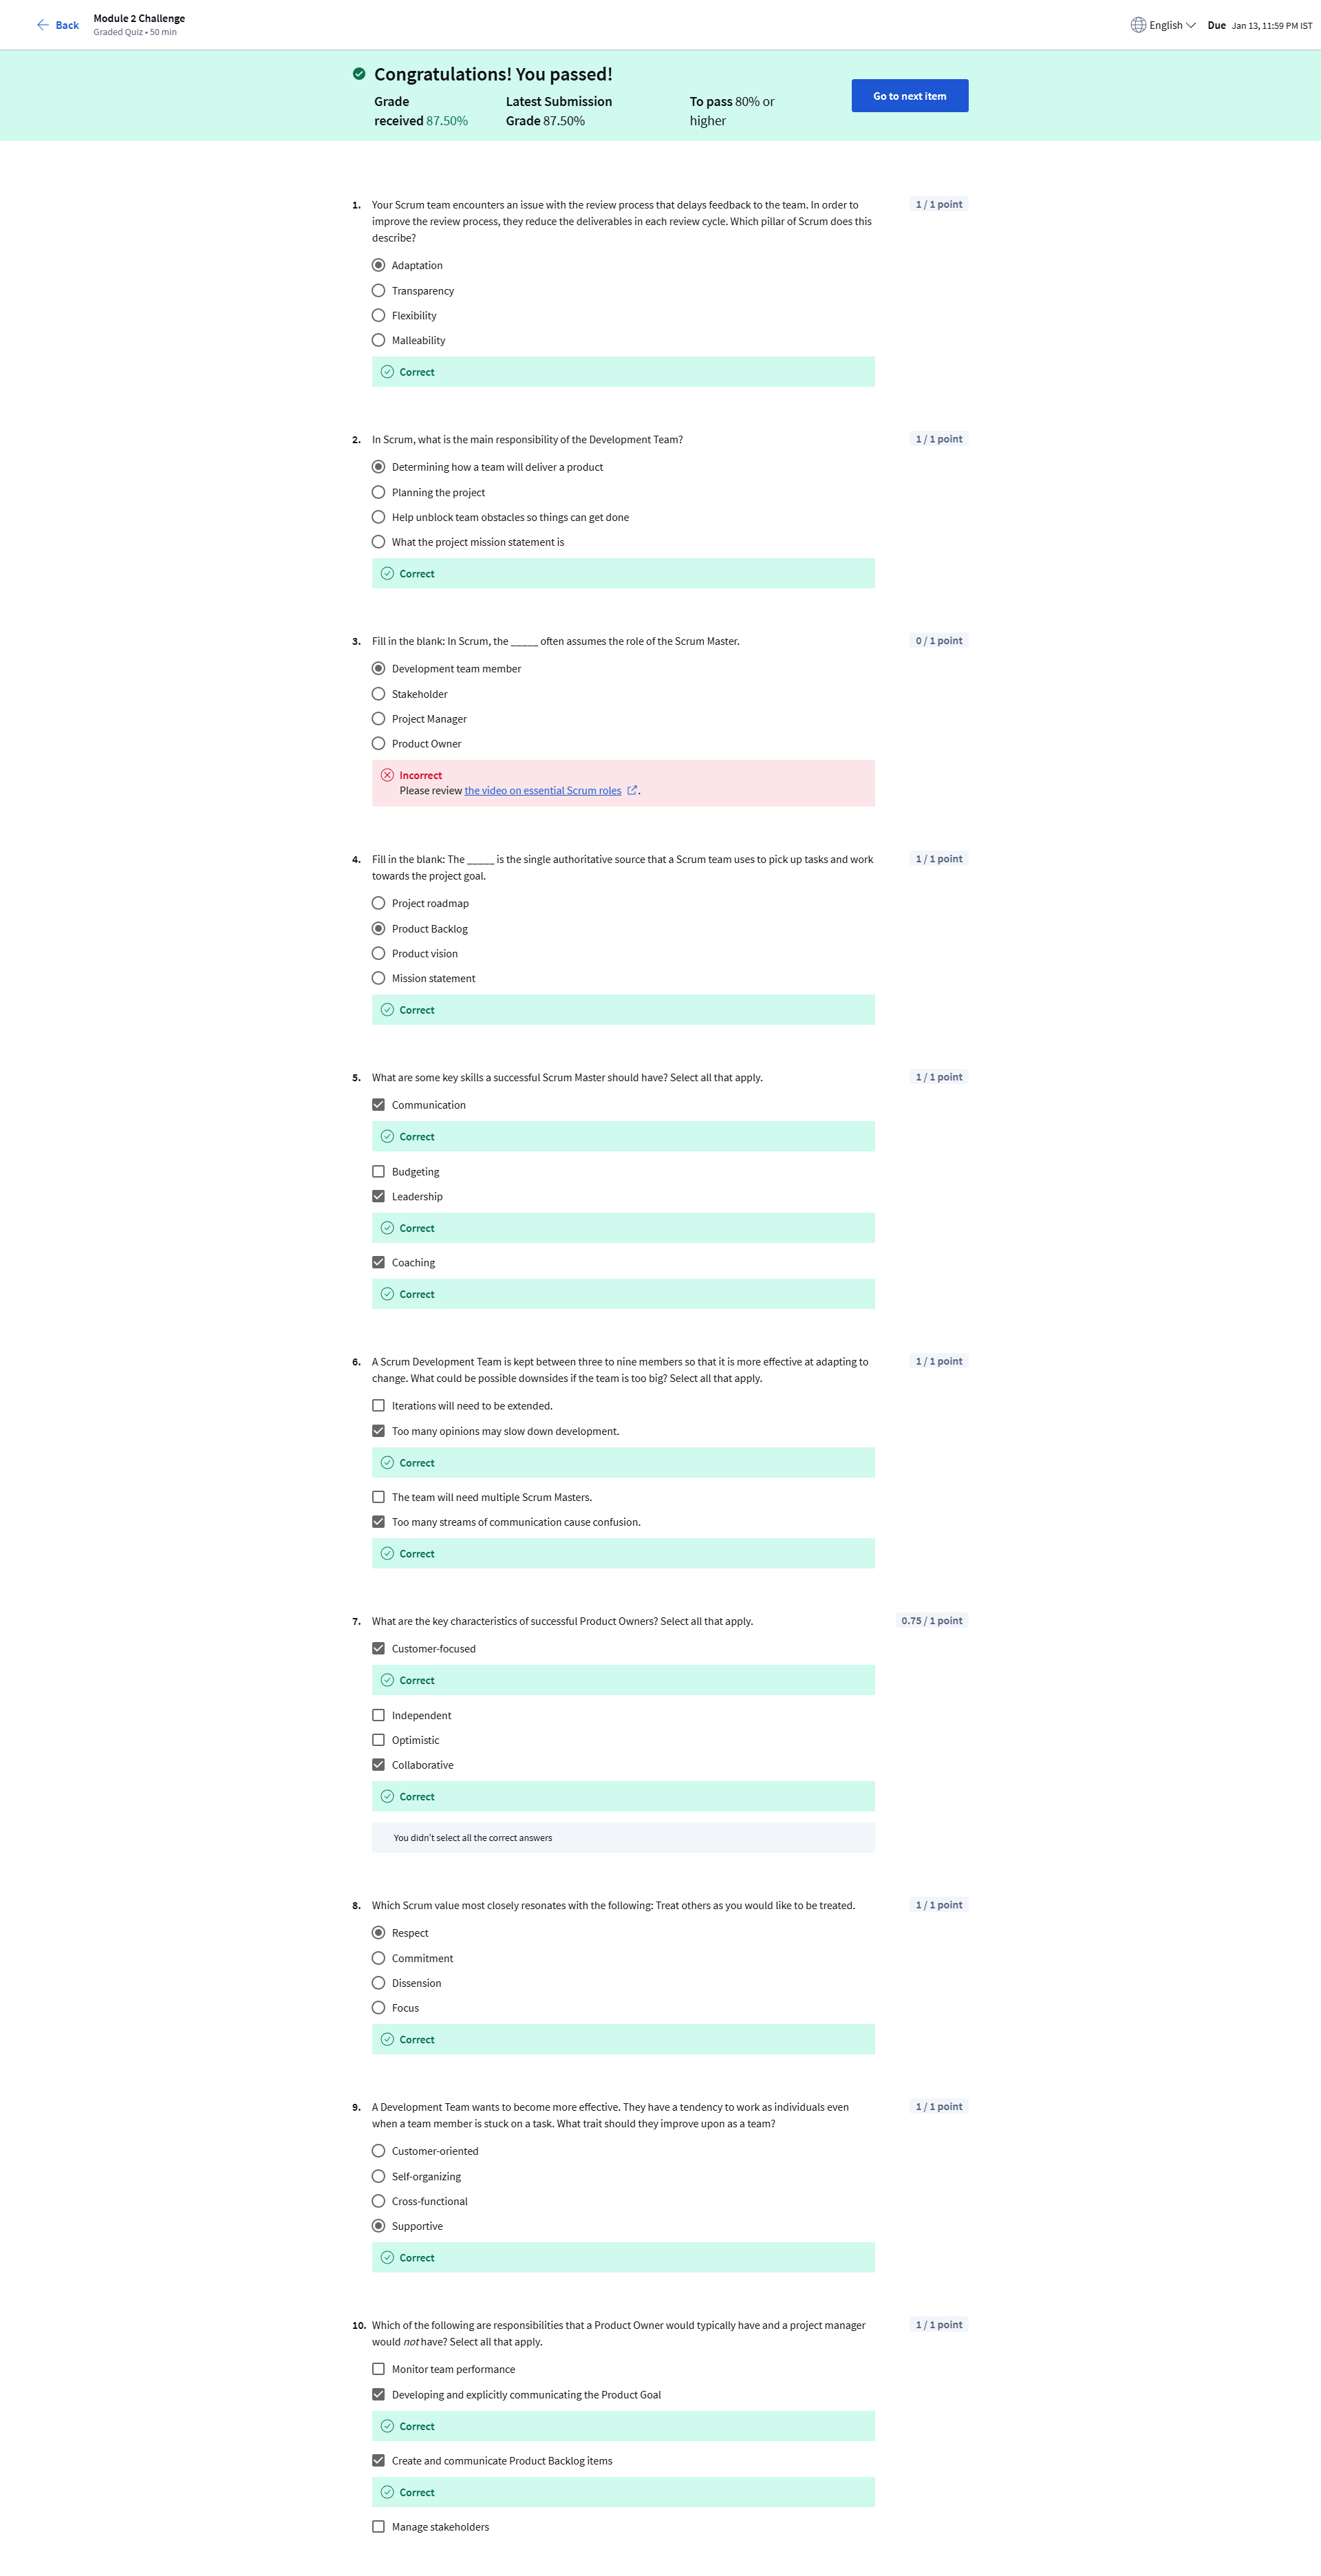 Back
Module 2 Challenge
Graded Quiz • 50 min
English
Due Jan 13, 11:59 PM IST
Congratulations! You passed!
Grade
received 87.50%
Latest Submission
Grade 87.50%
To pass 80% or
higher
Go to next item
1. Your Scrum team encounters an issue with the review process that delays feedback to the team. In order to
improve the review process, they reduce the deliverables in each review cycle. Which pillar of Scrum does this
describe?
1 / 1 point
Adaptation
Transparency
Flexibility
Malleability
Correct
2. In Scrum, what is the main responsibility of the Development Team?
1 / 1 point
Determining how a team will deliver a product
Planning the project
Help unblock team obstacles so things can get done
What the project mission statement is
Correct
3. Fill in the blank: In Scrum, the _____ often assumes the role of the Scrum Master.
0 / 1 point
Development team member
Stakeholder
Project Manager
Product Owner
Incorrect
Please review the video on essential Scrum roles .
4. Fill in the blank: The _____ is the single authoritative source that a Scrum team uses to pick up tasks and work
towards the project goal.
1 / 1 point
Project roadmap
Product Backlog
Product vision
Mission statement
Correct
5. What are some key skills a successful Scrum Master should have? Select all that apply.
1 / 1 point
Communication
Correct
Budgeting
Leadership
Correct
Coaching
Correct
6. A Scrum Development Team is kept between three to nine members so that it is more effective at adapting to
change. What could be possible downsides if the team is too big? Select all that apply.
1 / 1 point
Iterations will need to be extended.
Too many opinions may slow down development.
Correct
The team will need multiple Scrum Masters.
Too many streams of communication cause confusion.
Correct
7. What are the key characteristics of successful Product Owners? Select all that apply.
0.75 / 1 point
Customer-focused
Correct
Independent
Optimistic
Collaborative
Correct
You didn't select all the correct answers
8. Which Scrum value most closely resonates with the following: Treat others as you would like to be treated.
1 / 1 point
Respect
Commitment
Dissension
Focus
Correct
9. A Development Team wants to become more effective. They have a tendency to work as individuals even
when a team member is stuck on a task. What trait should they improve upon as a team?
1 / 1 point
Customer-oriented
Self-organizing
Cross-functional
Supportive
Correct
10. Which of the following are responsibilities that a Product Owner would typically have and a project manager
would not have? Select all that apply.
1 / 1 point
Monitor team performance
Developing and explicitly communicating the Product Goal
Correct
Create and communicate Product Backlog items
Correct
Manage stakeholders